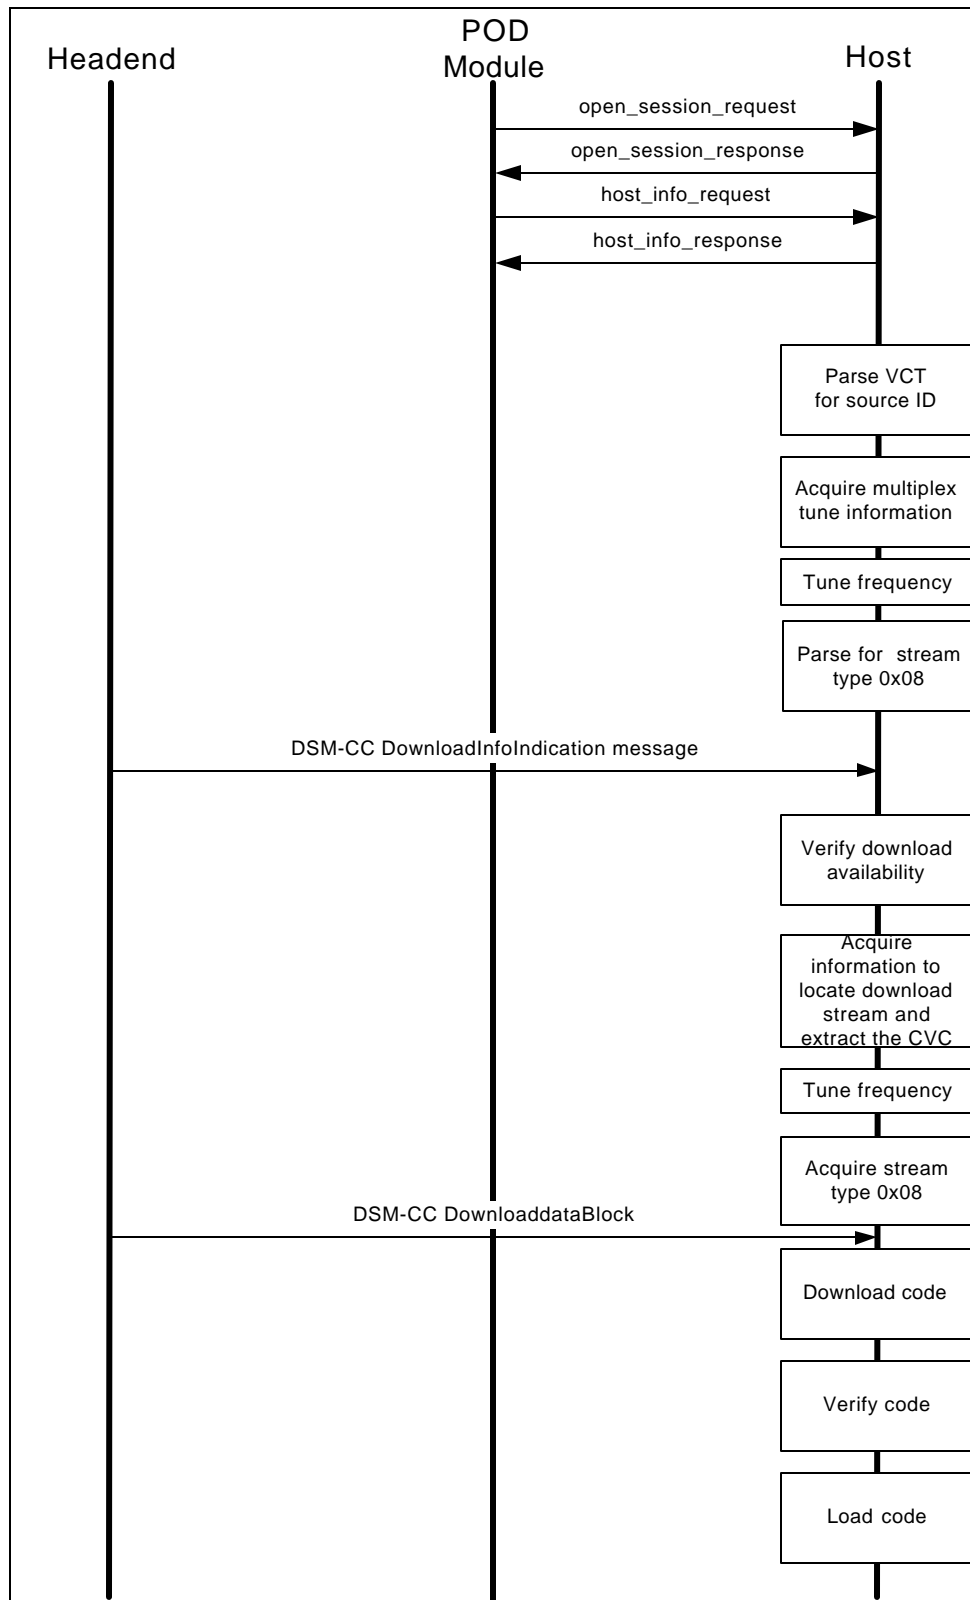 Headend
POD
Module
Host
open_session_request
open_session_response
host_info_request
host_info_response
Parse VCT
for source ID
Acquire multiplex
tune information
Tune frequency
Parse for stream
type 0x08
DSM-CC DownloadInfoIndication message
Verify download
availability
Acquire
information to
locate download
stream and
extract the CVC
Tune frequency
Acquire stream
type 0x08
DSM-CC DownloaddataBlock
Download code
Verify code
Load code